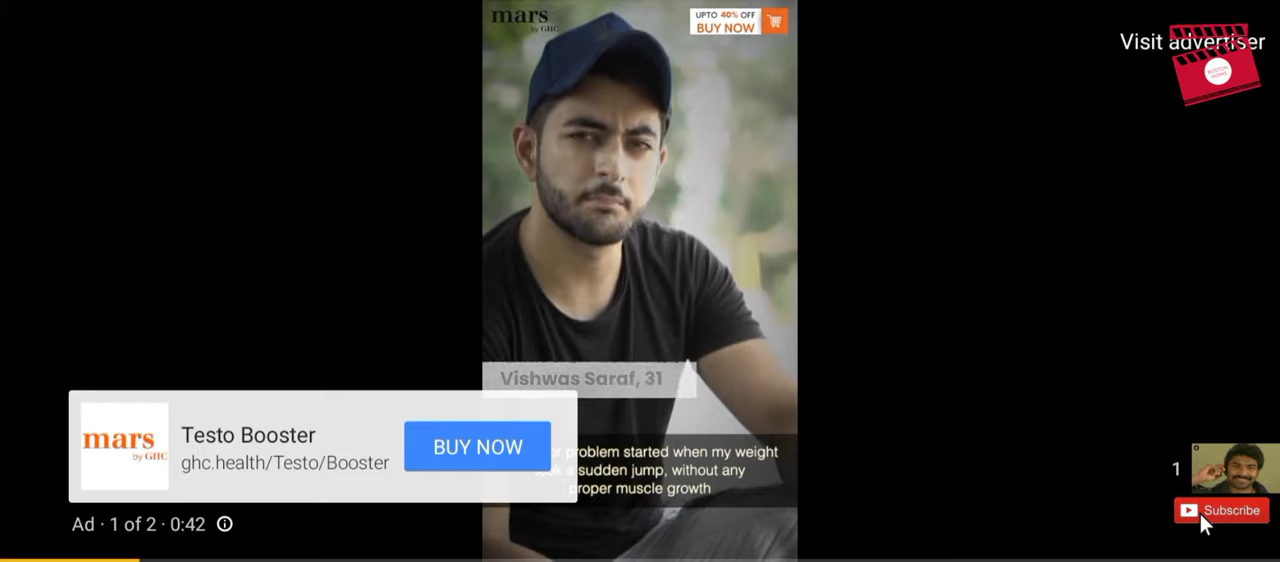 mars
by GHC
UPTO 40% OFF
BUY NOW
Visit advertiser
BOSTON
MOMS
Vishwas Saraf, 31
mars
by GHC
Testo Booster
ghc.health/Testo/Booster
BUY NOW
problem started when my weight
a sudden jump, without any
proper muscle growth
Ad · 1 of 2 · 0:42
1
Subscribe